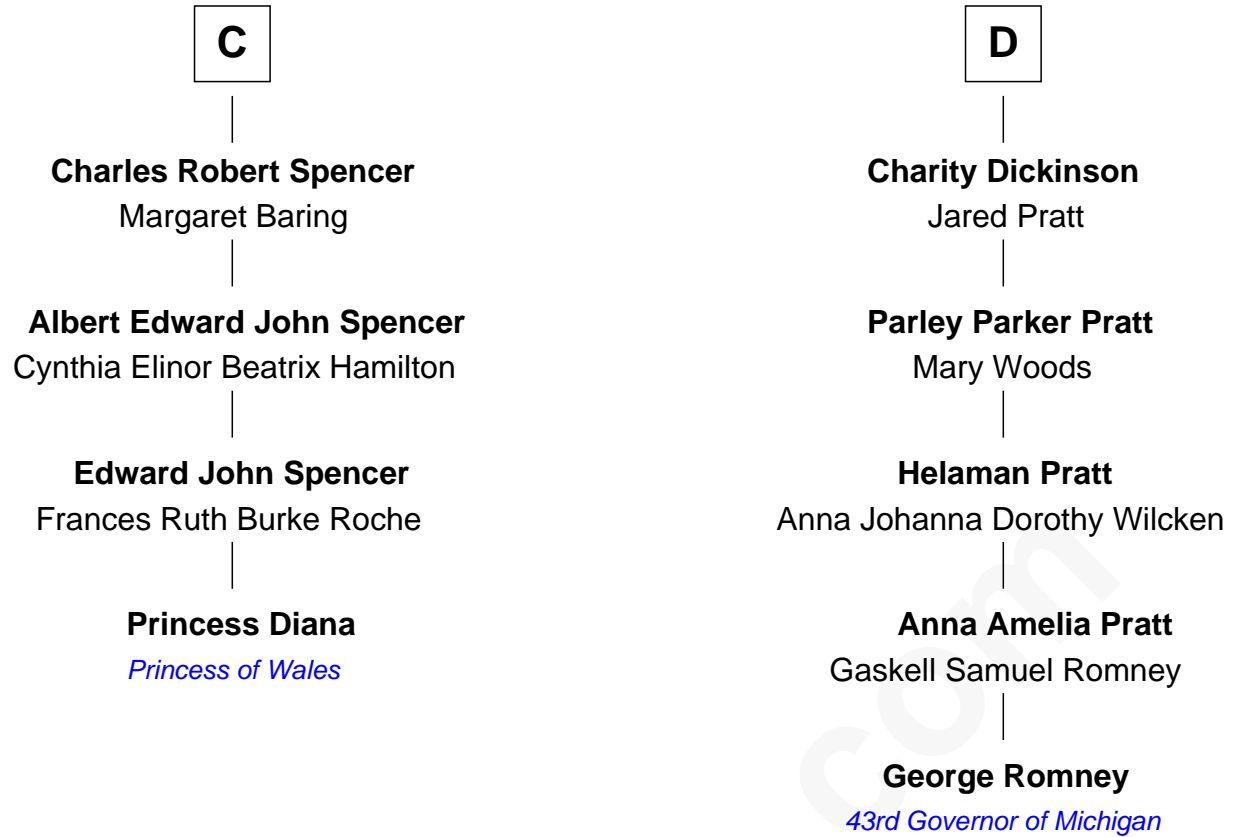 C
Charles Robert Spencer
Margaret Baring
Albert Edward John Spencer
Cynthia Elinor Beatrix Hamilton
Edward John Spencer
Frances Ruth Burke Roche
Princess Diana
Princess of Wales
D
Charity Dickinson
Jared Pratt
Parley Parker Pratt
Mary Woods
Helaman Pratt
Anna Johanna Dorothy Wilcken
Anna Amelia Pratt
Gaskell Samuel Romney
George Romney
43rd Governor of Michigan
com